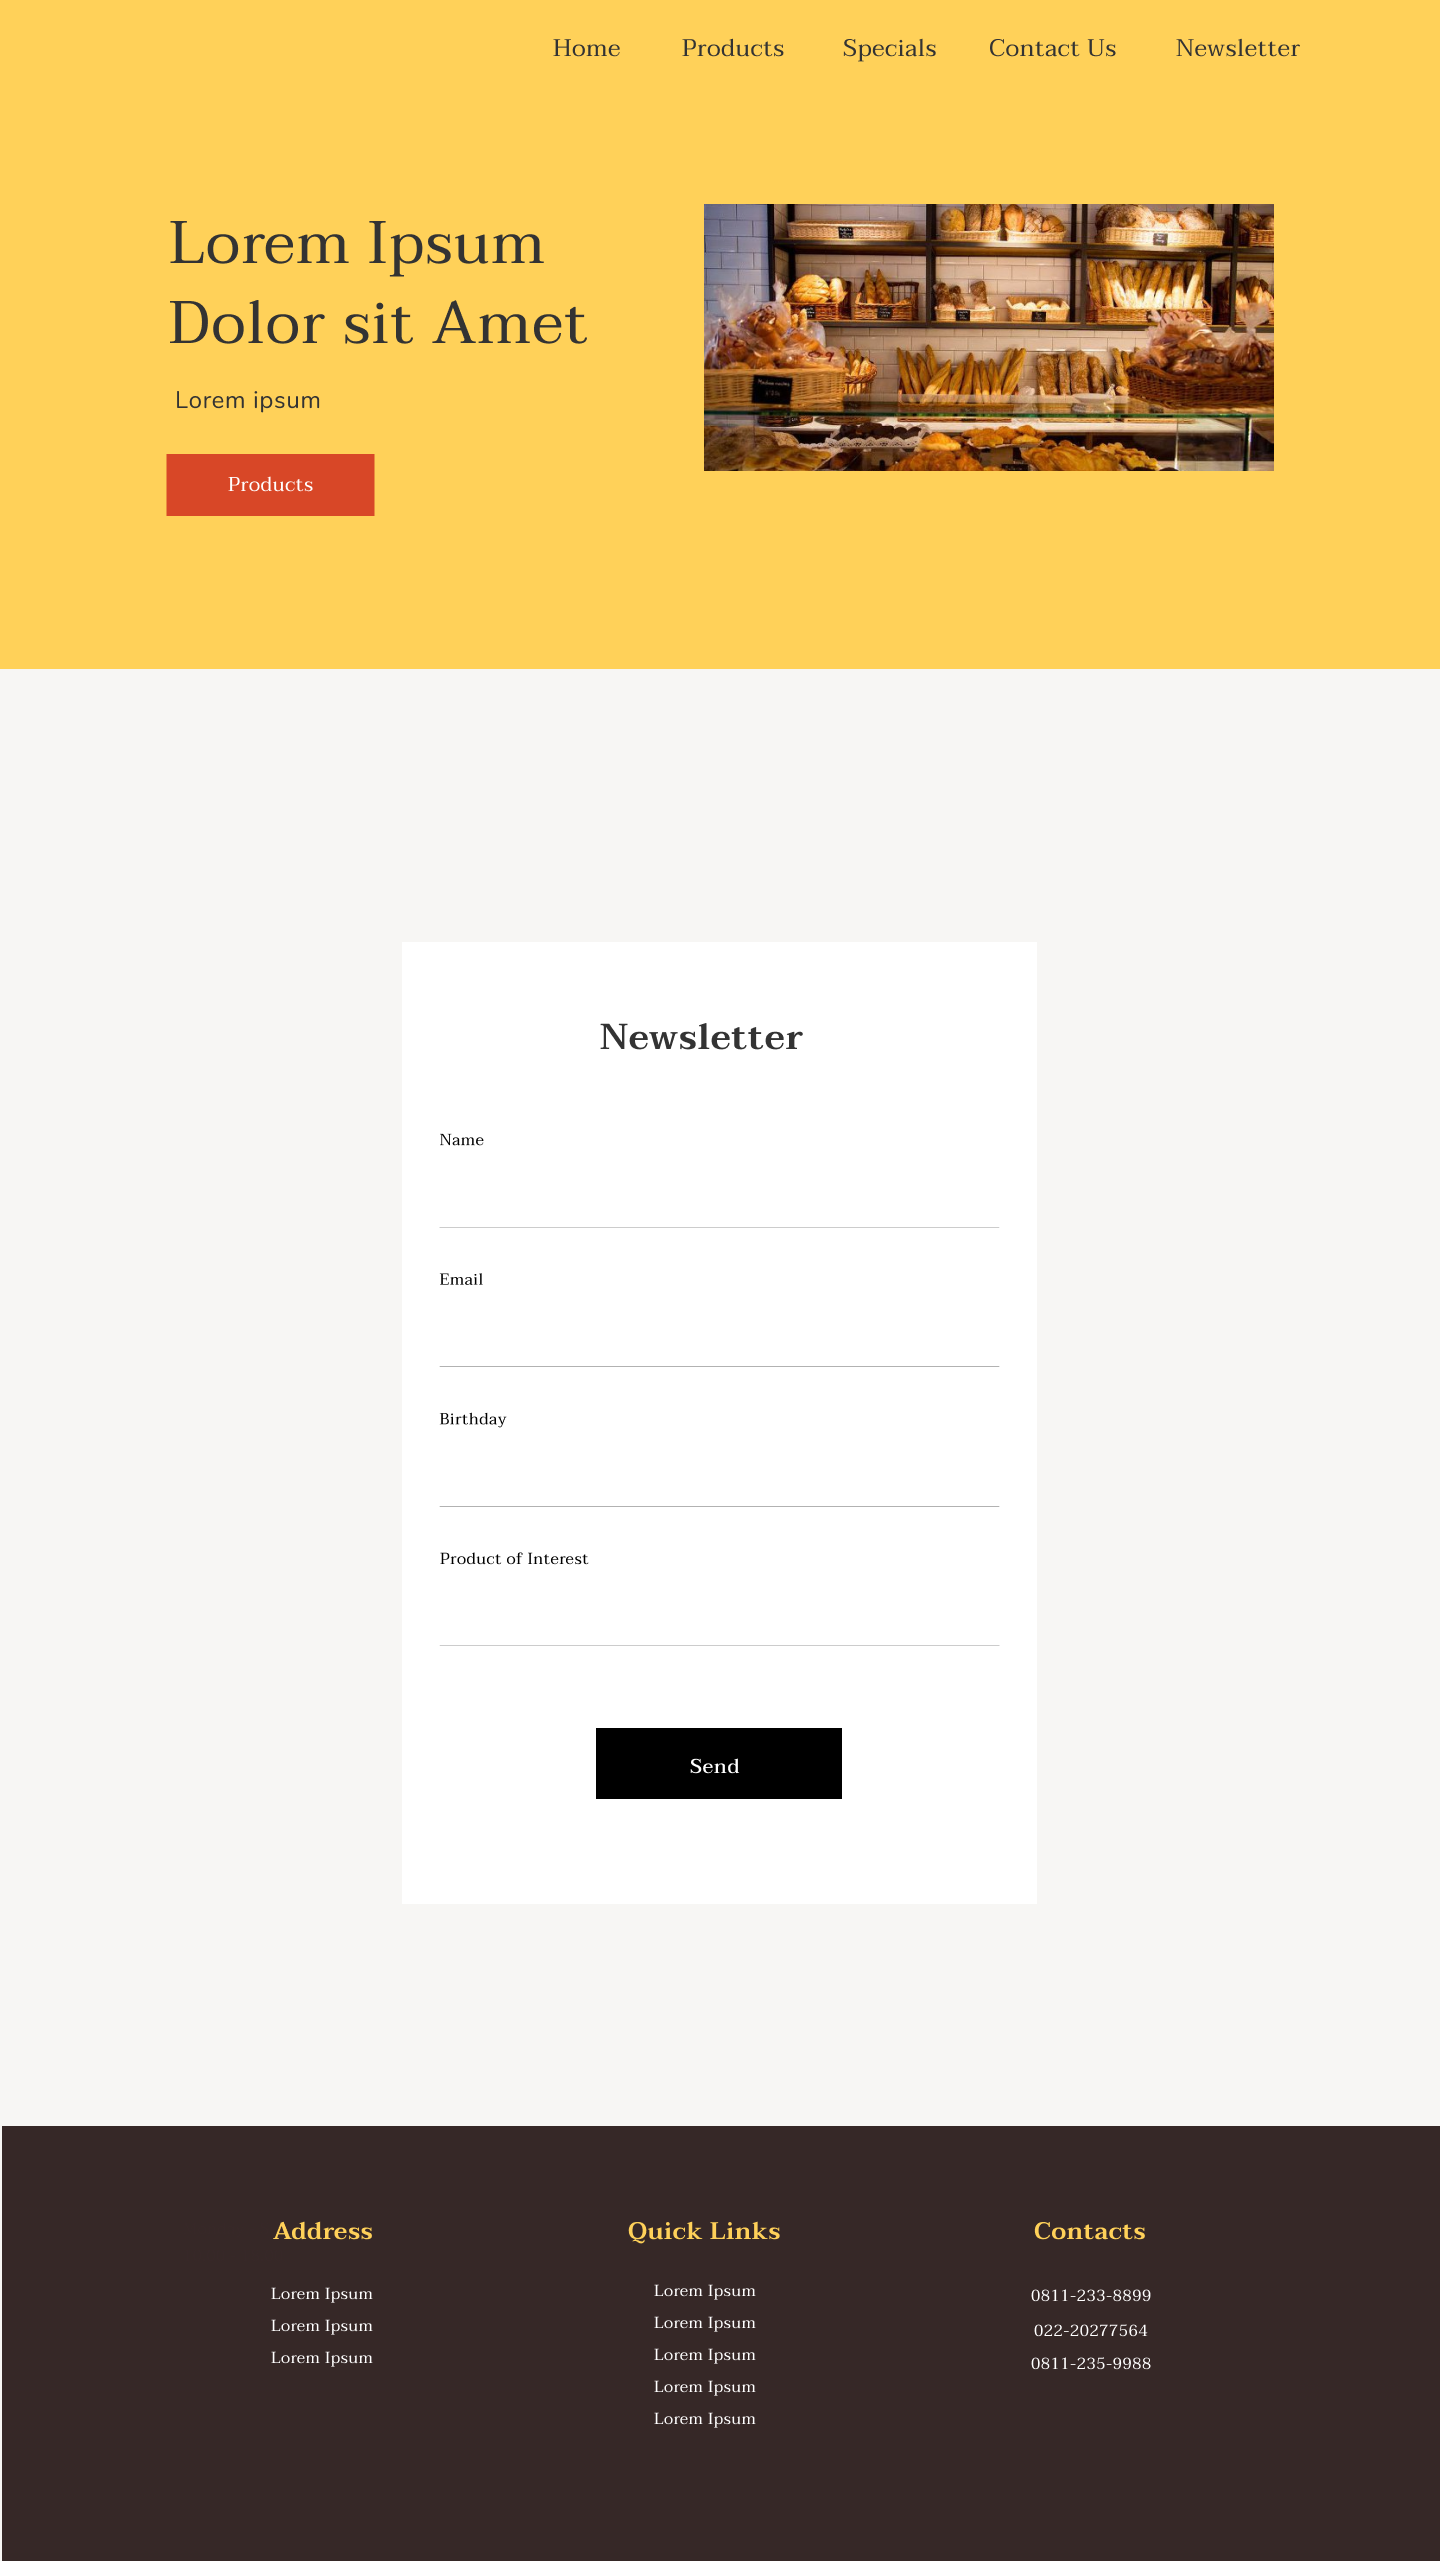 Home Products Specials Contact Us Newsletter
Lorem Ipsum
Dolor sit Amet
Lorem ipsum
Products
Newsletter
Name
Email
Birthday
Product of Interest
Send
Address
Lorem Ipsum
Lorem Ipsum
Lorem Ipsum
Quick Links
Lorem Ipsum
Lorem Ipsum
Lorem Ipsum
Lorem Ipsum
Lorem Ipsum
Contacts
0811-233-8899
022-20277564
0811-235-9988